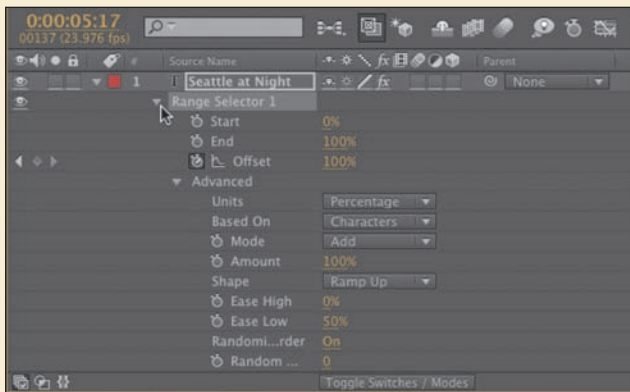 0:00:05:17
00137 (23.976 fps)
# Source Name fx Parent
1 T Seattle at Night fx None
Range Selector 1
Start 0%
End 100%
Offset 100%
Advanced
Units Percentage
Based On Characters
Mode Add
Amount 100%
Shape Ramp Up
Ease High 0%
Ease Low 50%
Randomi...rder On
Random ... 0
Toggle Switches / Modes